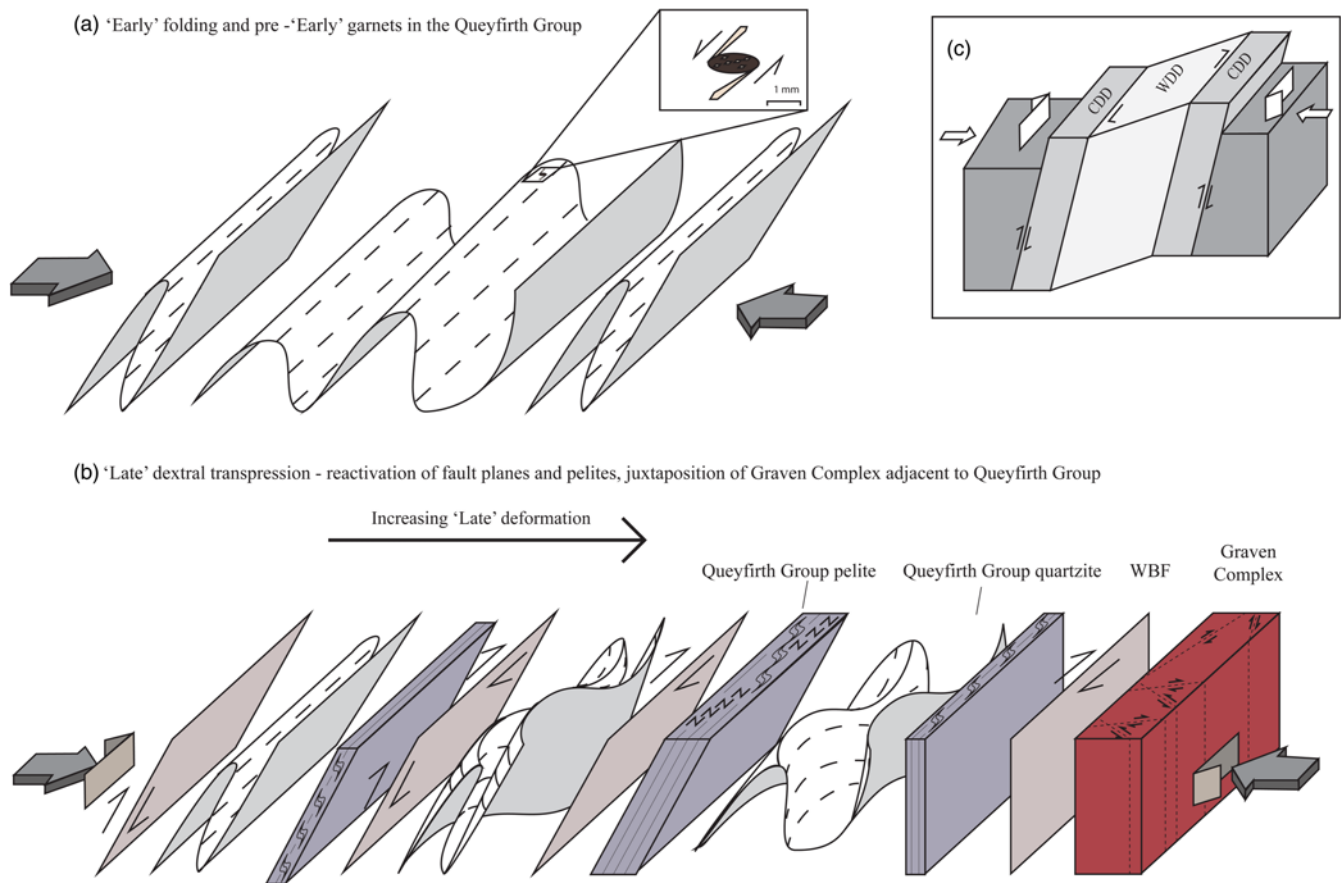 (a) 'Early' folding and pre -'Early' garnets in the Queyfirth Group
1 mm
(c)
CDD
WDD
CDD
(b) 'Late' dextral transpression - reactivation of fault planes and pelites, juxtaposition of Graven Complex adjacent to Queyfirth Group
Increasing 'Late' deformation
Queyfirth Group pelite
Queyfirth Group quartzite
WBF
Graven
Complex